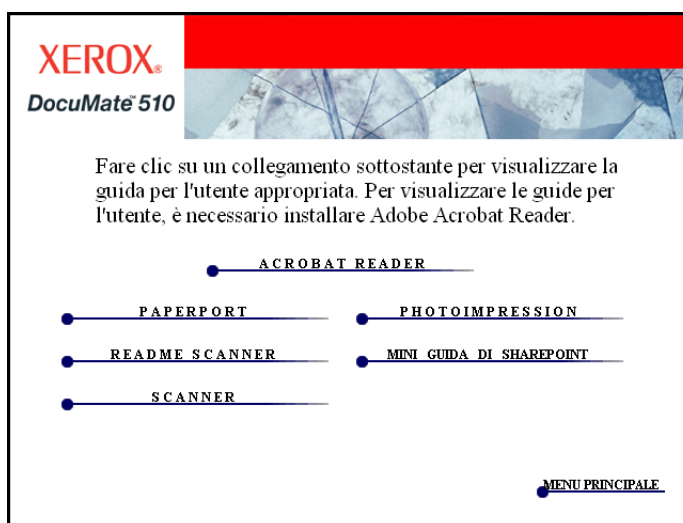 XEROX®
DocuMate™ 510
Fare clic su un collegamento sottostante per visualizzare la
guida per l'utente appropriata. Per visualizzare le guide per
l'utente, è necessario installare Adobe Acrobat Reader.
ACROBAT READER
PAPERPORT
PHOTOIMPRESSION
README SCANNER
MINI GUIDA DI SHAREPOINT
SCANNER
MENU PRINCIPALE